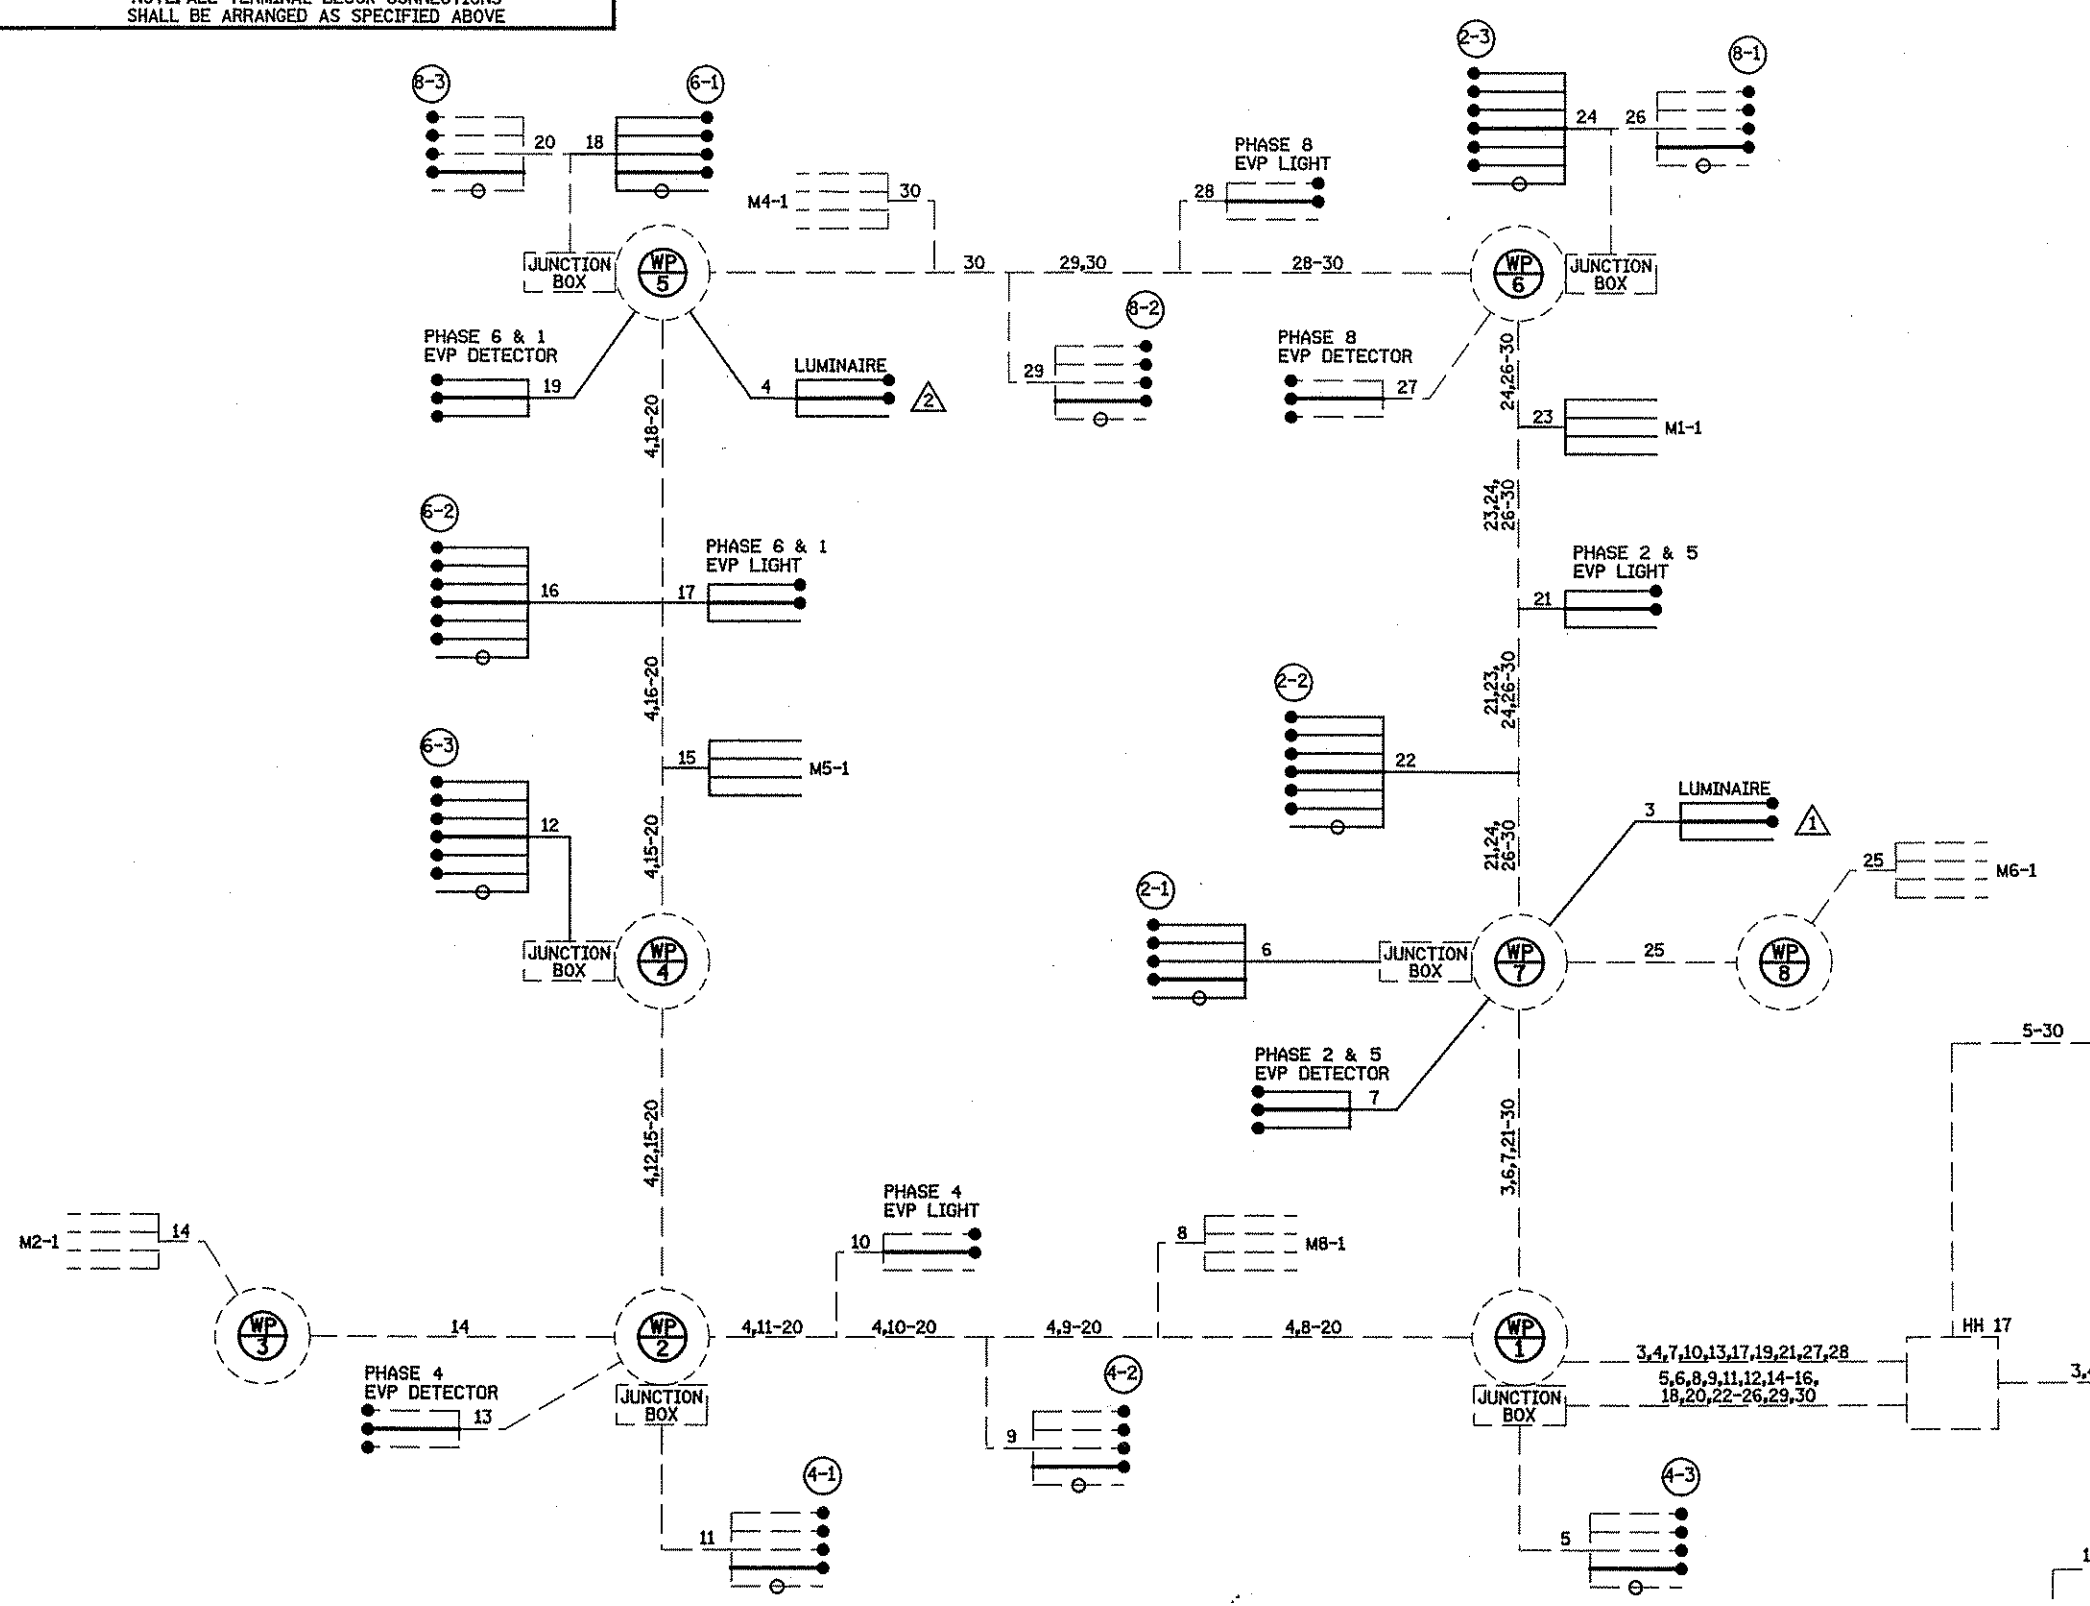 SHALL BE ARRANGED AS SPECIFIED ABOVE
8-3
6-1
20
18
M4-1
30
PHASE 8
EVP LIGHT
28
2-3
8-1
24
26
JUNCTION
BOX
WP
5
30
29,30
28-30
WP
6
JUNCTION
BOX
PHASE 6 & 1
EVP DETECTOR
19
4
LUMINAIRE
2
4,18-20
8-2
29
PHASE 8
EVP DETECTOR
27
24,26-30
23
M1-1
23,24,
26-30
6-2
16
17
PHASE 6 & 1
EVP LIGHT
PHASE 2 & 5
EVP LIGHT
21
4,16-20
21,23,
24,26-30
2-2
22
6-3
12
15
M5-1
4,15-20
21,24,
26-30
LUMINAIRE
3
1
25
M6-1
2-1
6
JUNCTION
BOX
WP
4
JUNCTION
BOX
WP
7
25
WP
8
PHASE 2 & 5
EVP DETECTOR
7
5-30
4,12,15-20
3,6,7,21-30
M2-1
14
PHASE 4
EVP LIGHT
10
8
M8-1
WP
3
14
WP
2
4,11-20
4,10-20
4,9-20
4,8-20
WP
1
HH 17
3,4,7,10,13,17,19,21,27,28
5,6,8,9,11,12,14-16,
18,20,22-26,29,30
3,4
PHASE 4
EVP DETECTOR
13
JUNCTION
BOX
4-2
9
JUNCTION
BOX
4-1
11
4-3
5
1